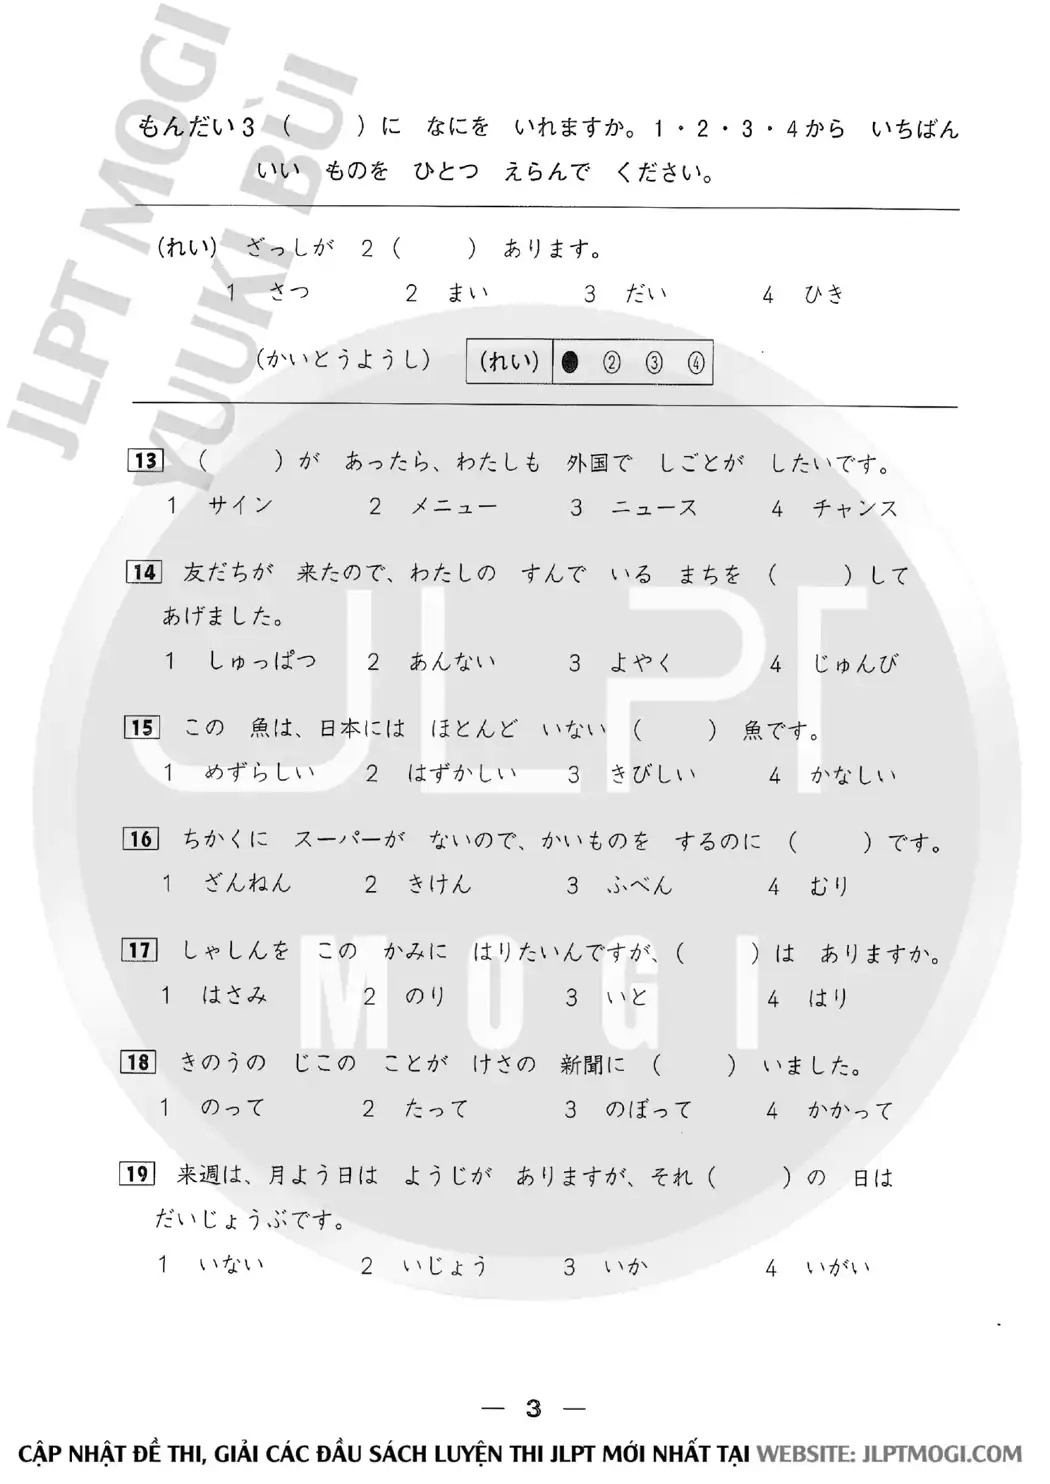 JLPT MOGI
YUUKI BÙI
もんだい3 (　　　)に なにを いれますか。1・2・3・4から いちばん
いい ものを ひとつ えらんで ください。
(れい) ざっしが 2(　　　) あります。
1 さつ 2 まい 3 だい 4 ひき
(かいとうようし) (れい) ● ② ③ ④
13 (　　　)が あったら、わたしも 外国で しごとが したいです。
1 サイン 2 メニュー 3 ニュース 4 チャンス
14 友だちが 来たので、わたしの すんで いる まちを (　　　)して
あげました。
1 しゅっぱつ 2 あんない 3 よやく 4 じゅんび
15 この 魚は、日本には ほとんど いない (　　　) 魚です。
1 めずらしい 2 はずかしい 3 きびしい 4 かなしい
16 ちかくに スーパーが ないので、かいものを するのに (　　　)です。
1 ざんねん 2 きけん 3 ふべん 4 むり
17 しゃしんを この かみに はりたいんですが、(　　　)は ありますか。
1 はさみ 2 のり 3 いと 4 はり
18 きのうの じこの ことが けさの 新聞に (　　　) いました。
1 のって 2 たって 3 のぼって 4 かかって
19 来週は、月よう日は ようじが ありますが、それ(　　　)の 日は
だいじょうぶです。
1 いない 2 いじょう 3 いか 4 いがい
JLPT
MOGI
— 3 —
CẬP NHẬT ĐỀ THI, GIẢI CÁC ĐẦU SÁCH LUYỆN THI JLPT MỚI NHẤT TẠI WEBSITE: JLPTMOGI.COM